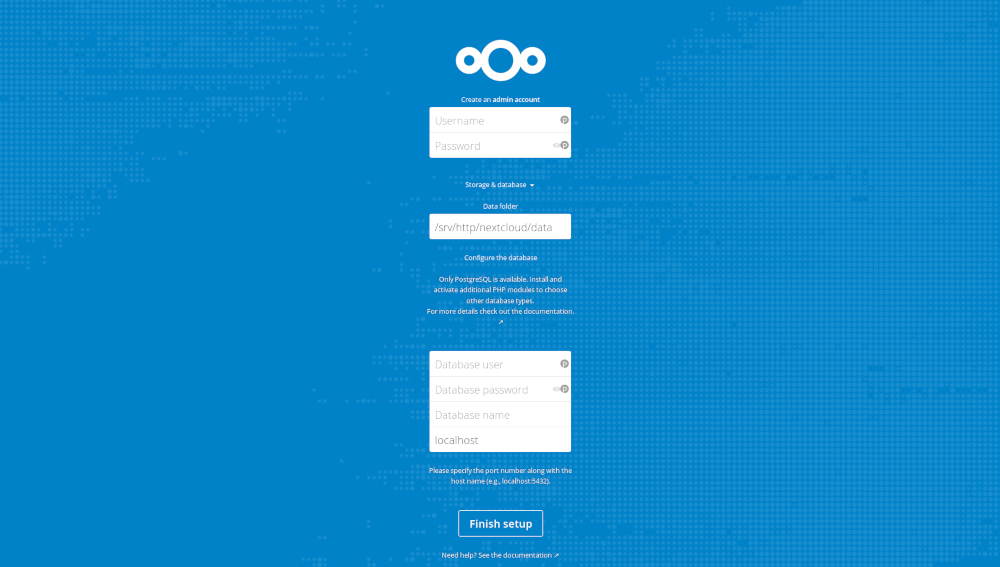 Create an admin account
Username
Password
Storage & database
Data folder
/srv/http/nextcloud/data
Configure the database
Only PostgreSQL is available. Install and
activate additional PHP modules to choose
other database types.
For more details check out the documentation.
↗
Database user
Database password
Database name
localhost
Please specify the port number along with the
host name (e.g., localhost:5432).
Finish setup
Need help? See the documentation ↗